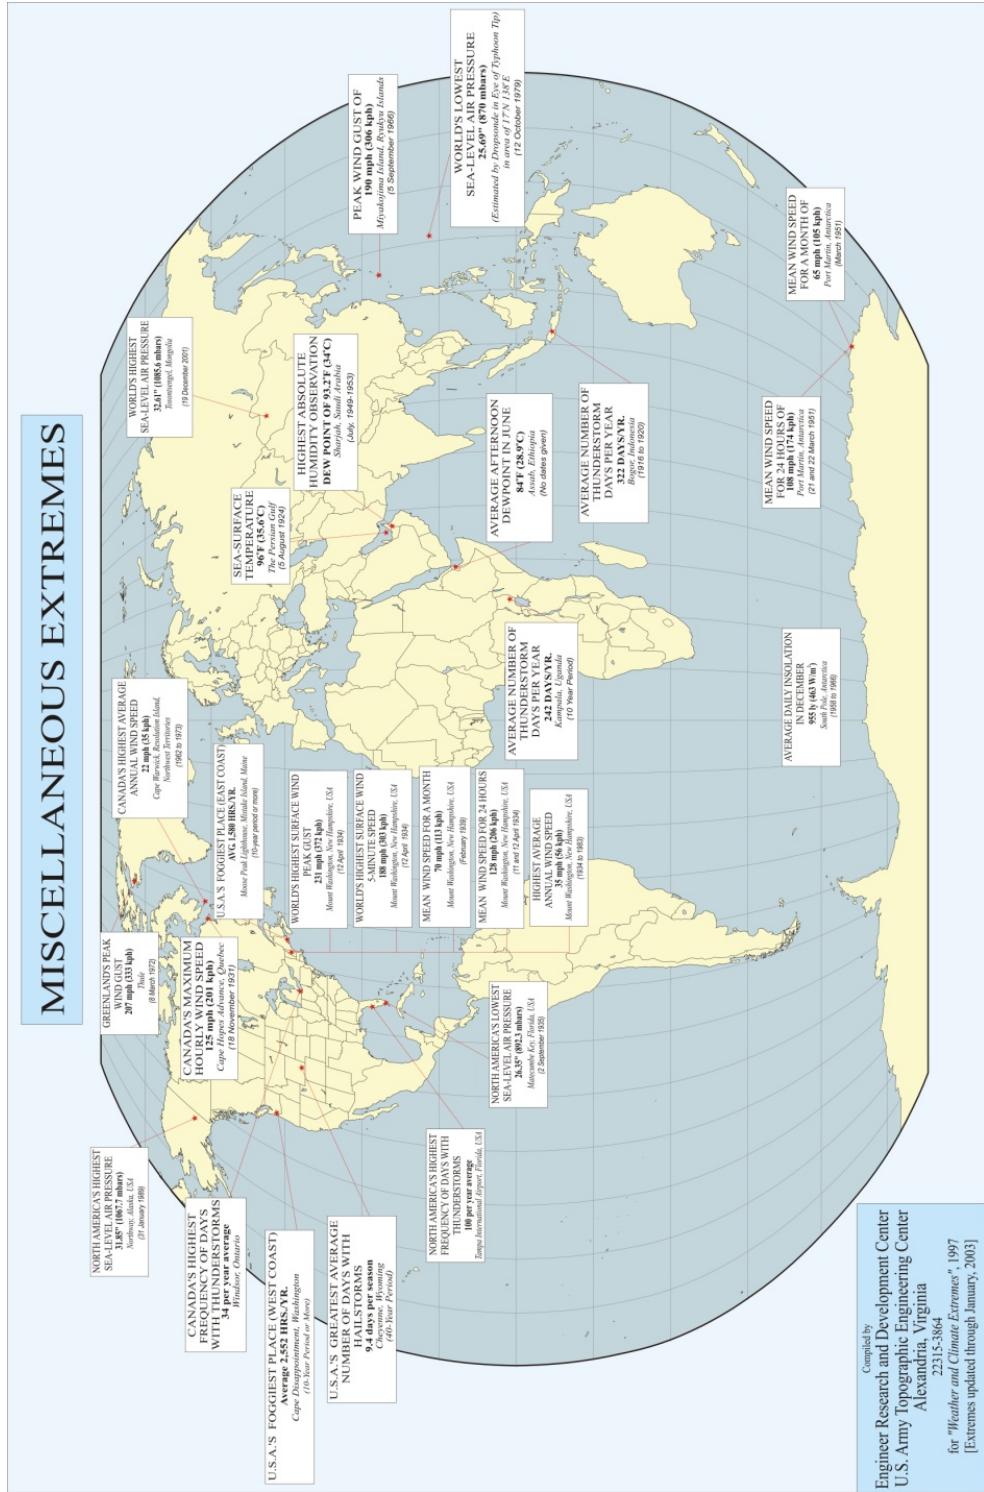 MISCELLANEOUS EXTREMES
NORTH AMERICA'S HIGHEST
SEA-LEVEL AIR PRESSURE
31.85" (1067.7 mbars)
Northway, Alaska, USA
(31 January 1989)
GREENLAND'S PEAK
WIND GUST
207 mph (333 kph)
Thule
(8 March 1972)
CANADA'S HIGHEST AVERAGE
ANNUAL WIND SPEED
22 mph (35 kph)
Cape Warwick, Resolution Island,
Northwest Territories
(1962 to 1973)
WORLD'S HIGHEST
SEA-LEVEL AIR PRESSURE
32.61" (1085.6 mbars)
Tosontsengel, Mongolia
(19 December 2001)
CANADA'S MAXIMUM
HOURLY WIND SPEED
125 mph (201 kph)
Cape Hopes Advance, Quebec
(18 November 1931)
U.S.A.'S FOGGIEST PLACE (EAST COAST)
AVG 1,580 HRS./YR.
Moose Peak Lighthouse, Mistake Island, Maine
(10-year period or more)
CANADA'S HIGHEST
FREQUENCY OF DAYS
WITH THUNDERSTORMS
34 per year average
Windsor, Ontario
SEA-SURFACE
TEMPERATURE
96°F (35.6°C)
The Persian Gulf
(5 August 1924)
HIGHEST ABSOLUTE
HUMIDITY OBSERVATION
DEW POINT OF 93.2°F (34°C)
Sharjah, Saudi Arabia
(July, 1949-1953)
PEAK WIND GUST OF
190 mph (306 kph)
Miyakojima Island, Ryukyu Islands
(5 September 1966)
U.S.A.'S FOGGIEST PLACE (WEST COAST)
Average 2,552 HRS./YR.
Cape Disappointment, Washington
(10-Year Period or More)
WORLD'S HIGHEST SURFACE WIND
PEAK GUST
231 mph (372 kph)
Mount Washington, New Hampshire, USA
(12 April 1934)
U.S.A.'S GREATEST AVERAGE
NUMBER OF DAYS WITH
HAILSTORMS
9.4 days per season
Cheyenne, Wyoming
(40-Year Period)
WORLD'S HIGHEST SURFACE WIND
5-MINUTE SPEED
188 mph (303 kph)
Mount Washington, New Hampshire, USA
(12 April 1934)
NORTH AMERICA'S HIGHEST
FREQUENCY OF DAYS WITH
THUNDERSTORMS
100 per year average
Tampa International Airport, Florida, USA
MEAN WIND SPEED FOR A MONTH
70 mph (113 kph)
Mount Washington, New Hampshire, USA
(February 1939)
WORLD'S LOWEST
SEA-LEVEL AIR PRESSURE
25.69" (870 mbars)
(Estimated by Dropsonde in Eye of Typhoon Tip)
in area of 17°N 138°E
(12 October 1979)
MEAN WIND SPEED FOR 24 HOURS
128 mph (206 kph)
Mount Washington, New Hampshire, USA
(11 and 12 April 1934)
NORTH AMERICA'S LOWEST
SEA-LEVEL AIR PRESSURE
26.35" (892.3 mbars)
Matecumbe Key, Florida, USA
(2 September 1935)
AVERAGE AFTERNOON
DEWPOINT IN JUNE
84°F (28.9°C)
Assab, Ethiopia
(No dates given)
HIGHEST AVERAGE
ANNUAL WIND SPEED
35 mph (56 kph)
Mount Washington, New Hampshire, USA
(1934 to 1983)
AVERAGE NUMBER OF
THUNDERSTORM
DAYS PER YEAR
242 DAYS/YR.
Kampala, Uganda
(10 Year Period)
AVERAGE NUMBER OF
THUNDERSTORM
DAYS PER YEAR
322 DAYS/YR.
Bogor, Indonesia
(1916 to 1920)
AVERAGE DAILY INSOLATION
IN DECEMBER
955 ly (463 W/m²)
South Pole, Antarctica
(1958 to 1966)
MEAN WIND SPEED
FOR 24 HOURS OF
108 mph (174 kph)
Port Martin, Antarctica
(21 and 22 March 1951)
MEAN WIND SPEED
FOR A MONTH OF
65 mph (105 kph)
Port Martin, Antarctica
(March 1951)
Compiled by
Engineer Research and Development Center
U.S. Army Topographic Engineering Center
Alexandria, Virginia
22315-3864
for "Weather and Climate Extremes", 1997
[Extremes updated through January, 2003]